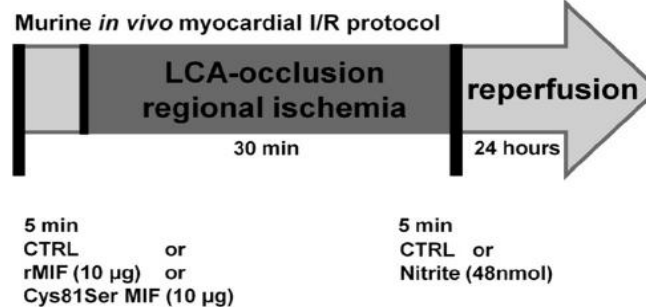 Murine in vivo myocardial I/R protocol
LCA-occlusion
regional ischemia
reperfusion
30 min
24 hours
5 min
CTRL or
rMIF (10 µg) or
Cys81Ser MIF (10 µg)
5 min
CTRL or
Nitrite (48nmol)